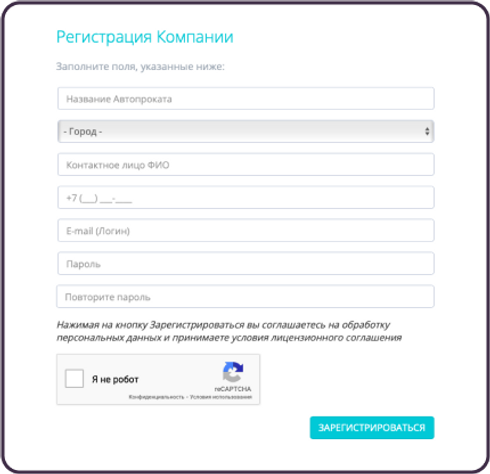 Регистрация Компании
Заполните поля, указанные ниже:
Название Автопроката
- Город -
Контактное лицо ФИО
+7 (___) ___-____
E-mail (Логин)
Пароль
Повторите пароль
Нажимая на кнопку Зарегистрироваться вы соглашаетесь на обработку
персональных данных и принимаете условия лицензионного соглашения
Я не робот
reCAPTCHA
Конфиденциальность - Условия использования
ЗАРЕГИСТРИРОВАТЬСЯ